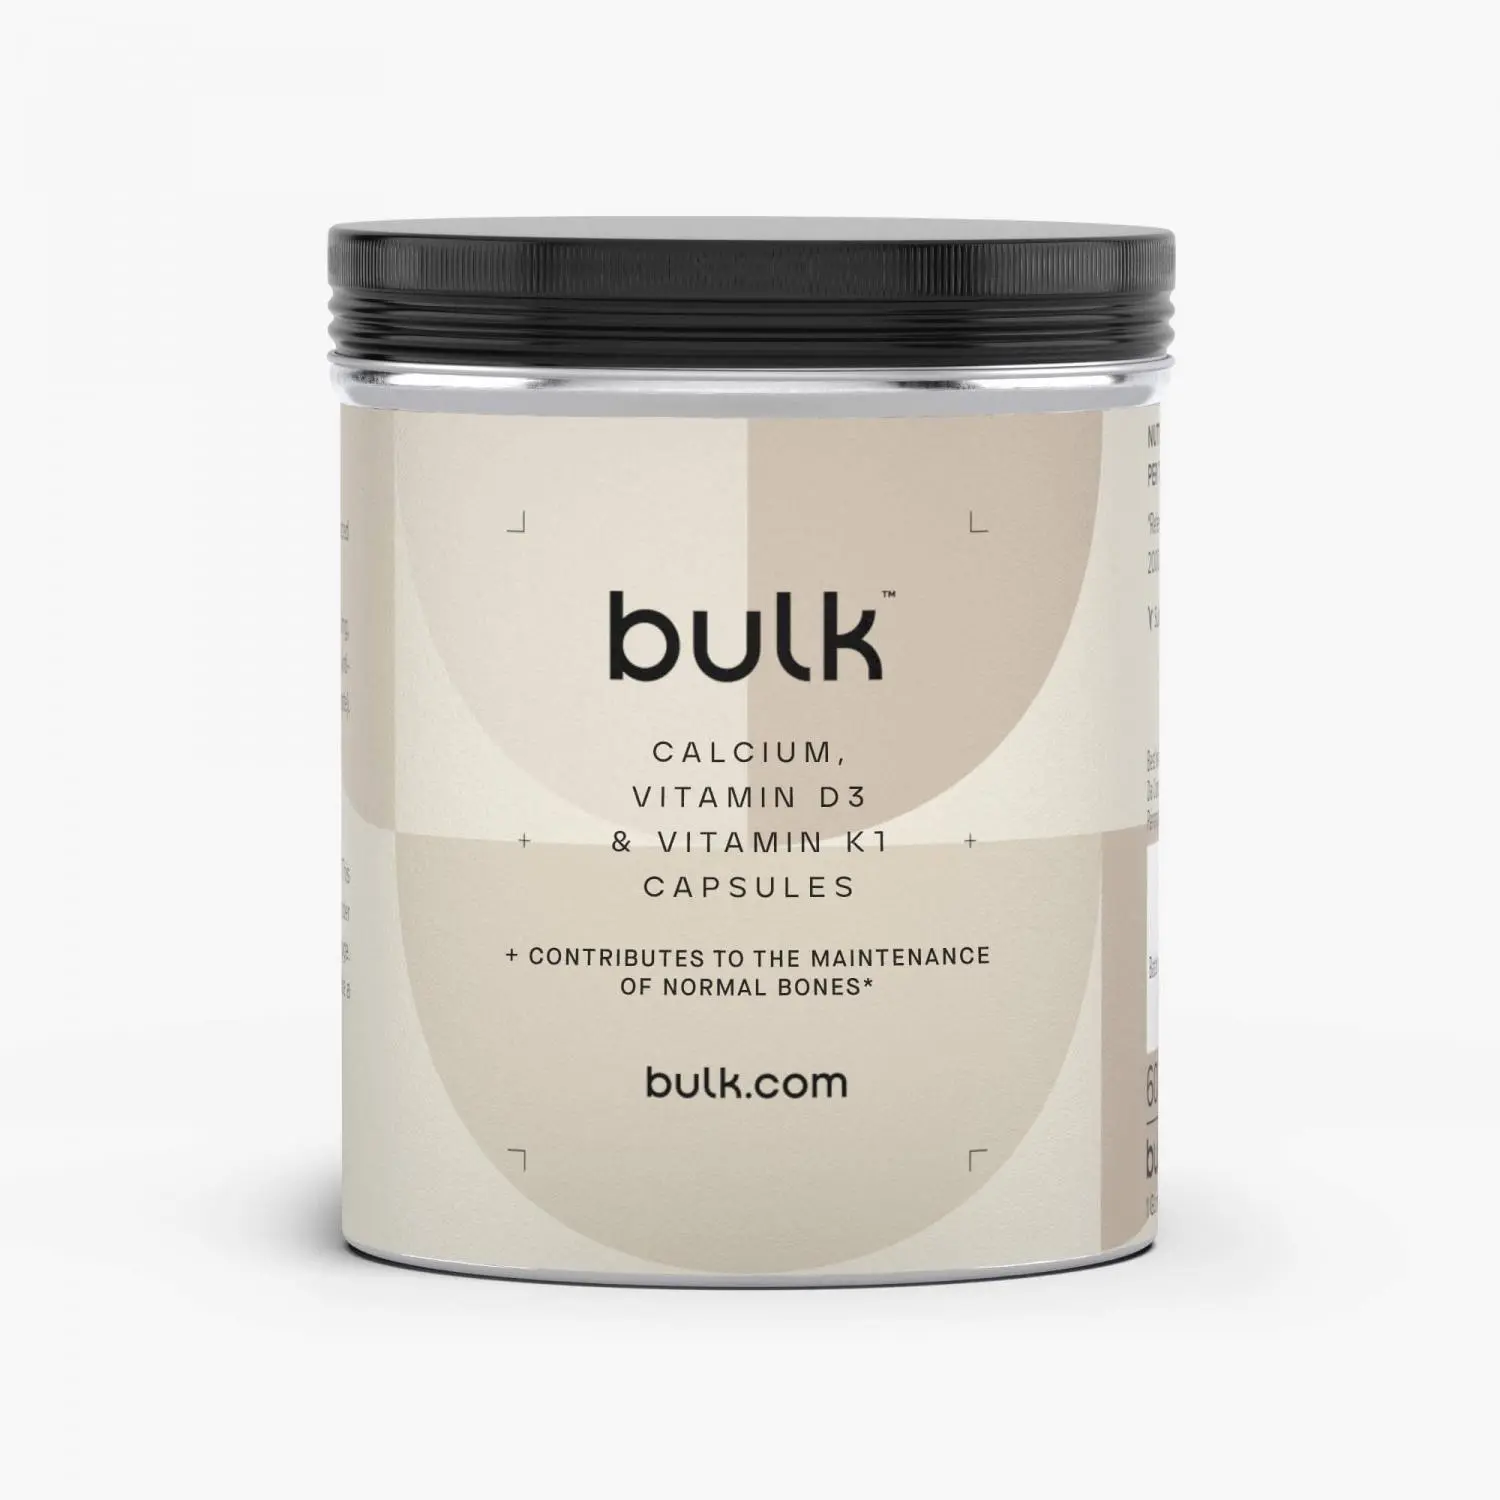 bulk™
CALCIUM,
VITAMIN D3
& VITAMIN K1
CAPSULES
+ CONTRIBUTES TO THE MAINTENANCE
OF NORMAL BONES*
bulk.com